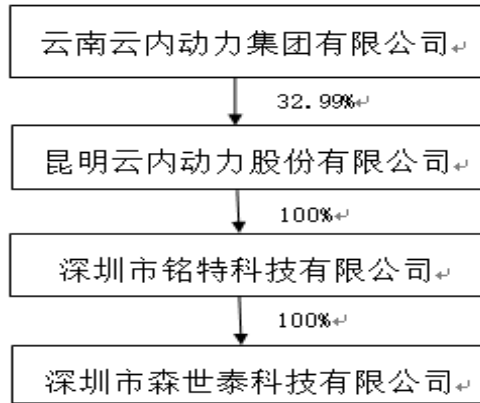 云南云内动力集团有限公司↵
32.99%↵
昆明云内动力股份有限公司↵
100%↵
深圳市铭特科技有限公司↵
100%↵
深圳市森世泰科技有限公司↵